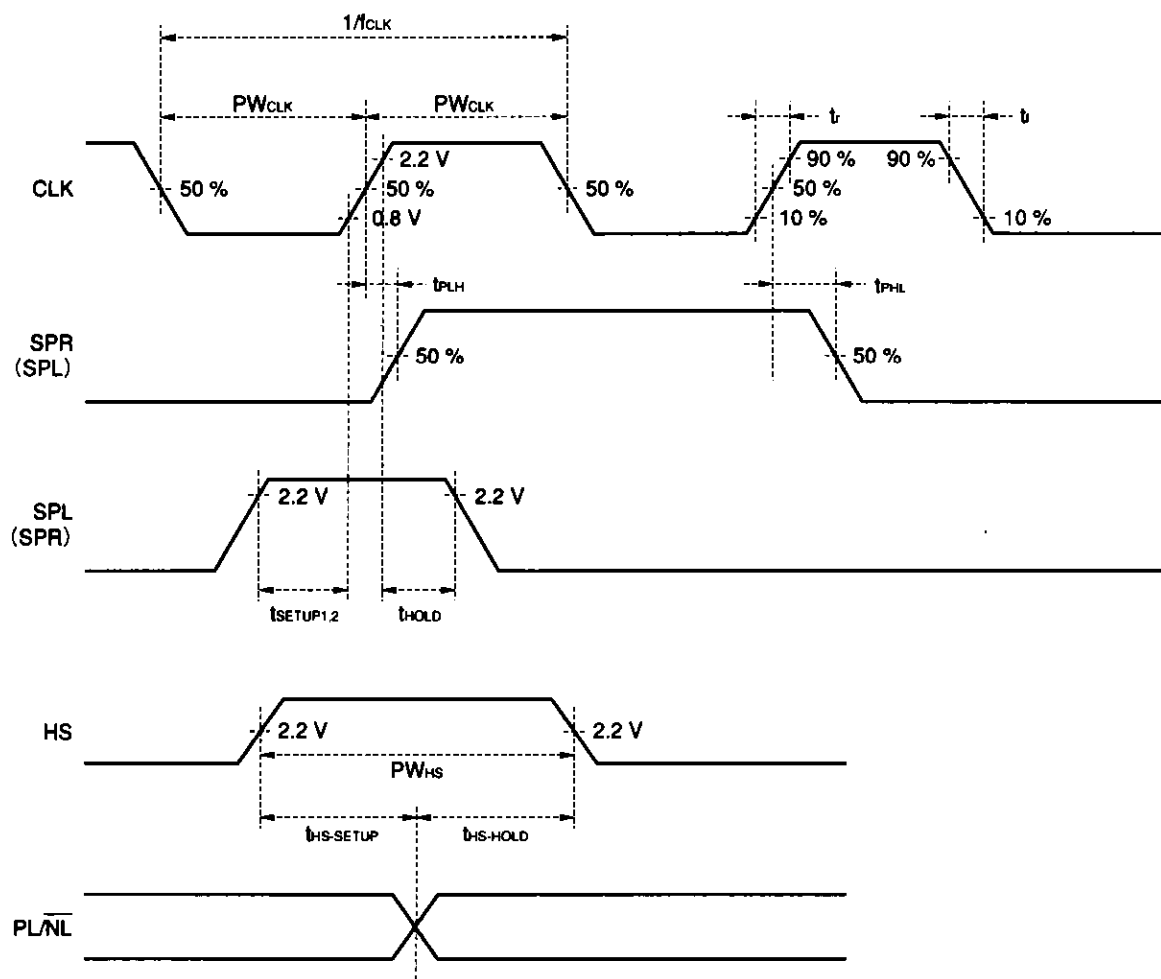 1/fCLK
PWCLK PWCLK tr tf
2.2 V 90 % 90 %
CLK 50 % 50 % 50 % 50 %
0.8 V 10 % 10 %
tPLH tPHL
SPR
(SPL)
50 % 50 %
2.2 V 2.2 V
SPL
(SPR)
tSETUP1,2 tHOLD
HS 2.2 V 2.2 V
PWHS
tHS-SETUP tHS-HOLD
PL/N̅L̅